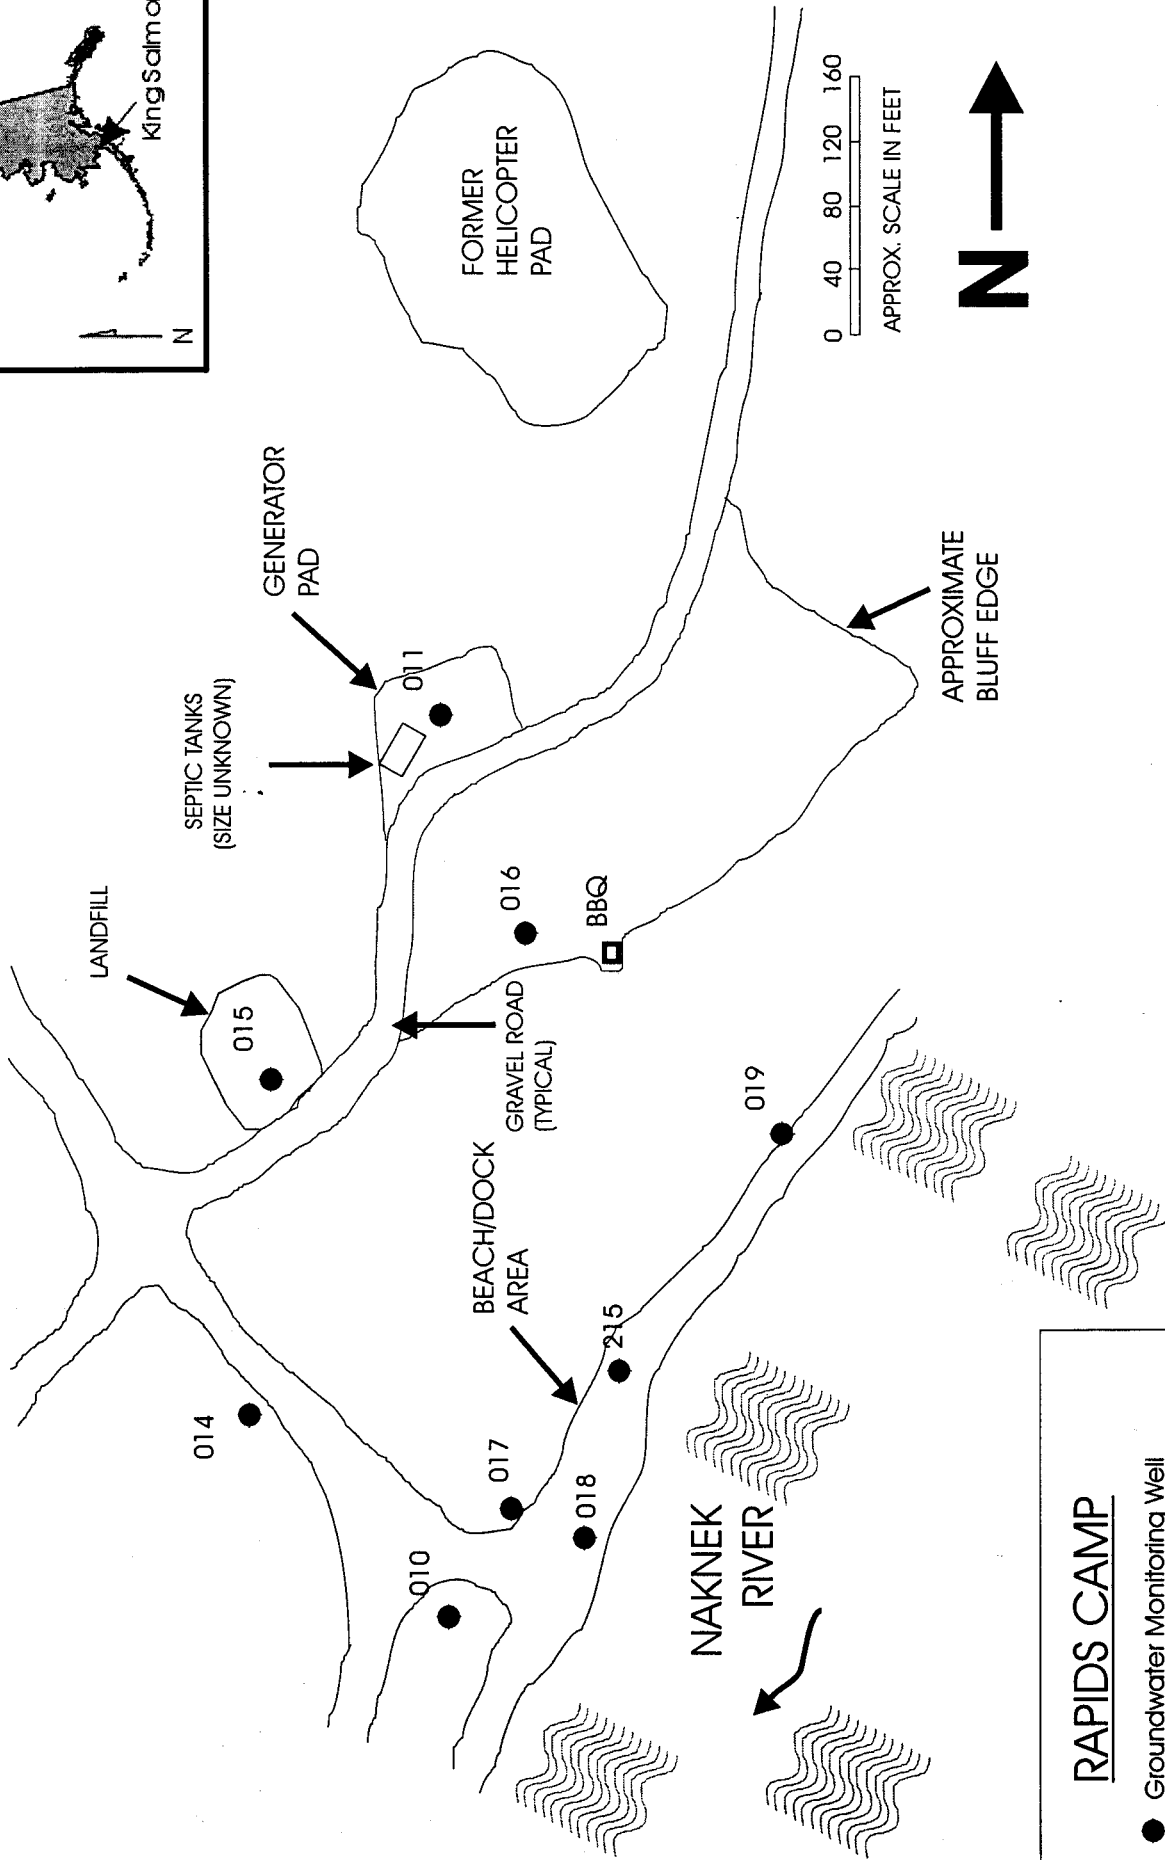 KingSalmo
N
FORMER
HELICOPTER
PAD
0 40 80 120 160
APPROX. SCALE IN FEET
N
GENERATOR
PAD
SEPTIC TANKS
(SIZE UNKNOWN)
011
LANDFILL
015
016
BBQ
GRAVEL ROAD
(TYPICAL)
APPROXIMATE
BLUFF EDGE
019
BEACH/DOCK
AREA
215
014
017
018
010
NAKNEK
RIVER
RAPIDS CAMP
Groundwater Monitoring Well